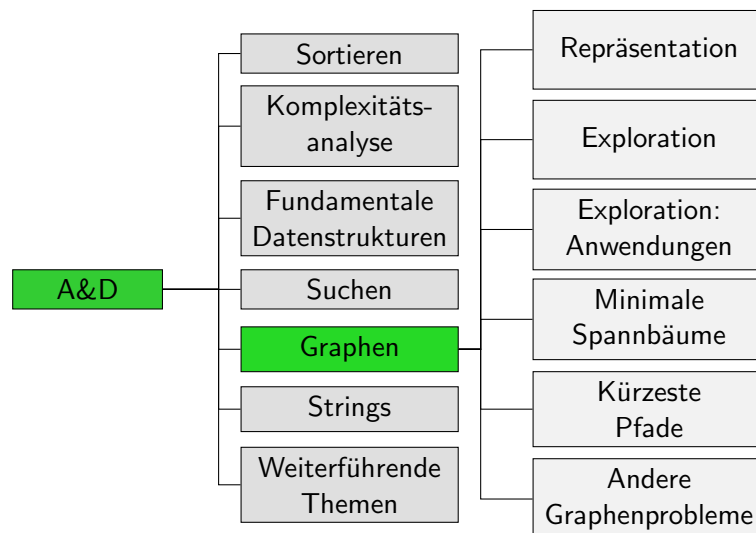 A&D
Sortieren
Komplexitäts-
analyse
Fundamentale
Datenstrukturen
Suchen
Graphen
Strings
Weiterführende
Themen
Repräsentation
Exploration
Exploration:
Anwendungen
Minimale
Spannbäume
Kürzeste
Pfade
Andere
Graphenprobleme